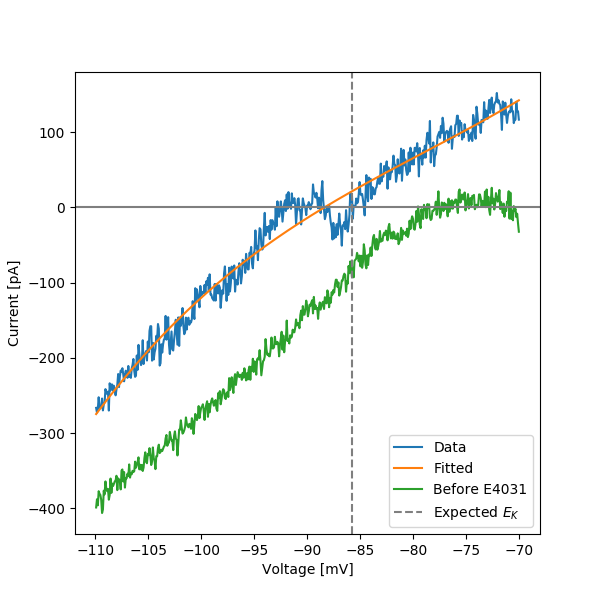 Current [pA]
100
0
−100
−200
−300
−400
−110
−105
−100
−95
−90
−85
−80
−75
−70
Voltage [mV]
Data
Fitted
Before E4031
Expected E_K